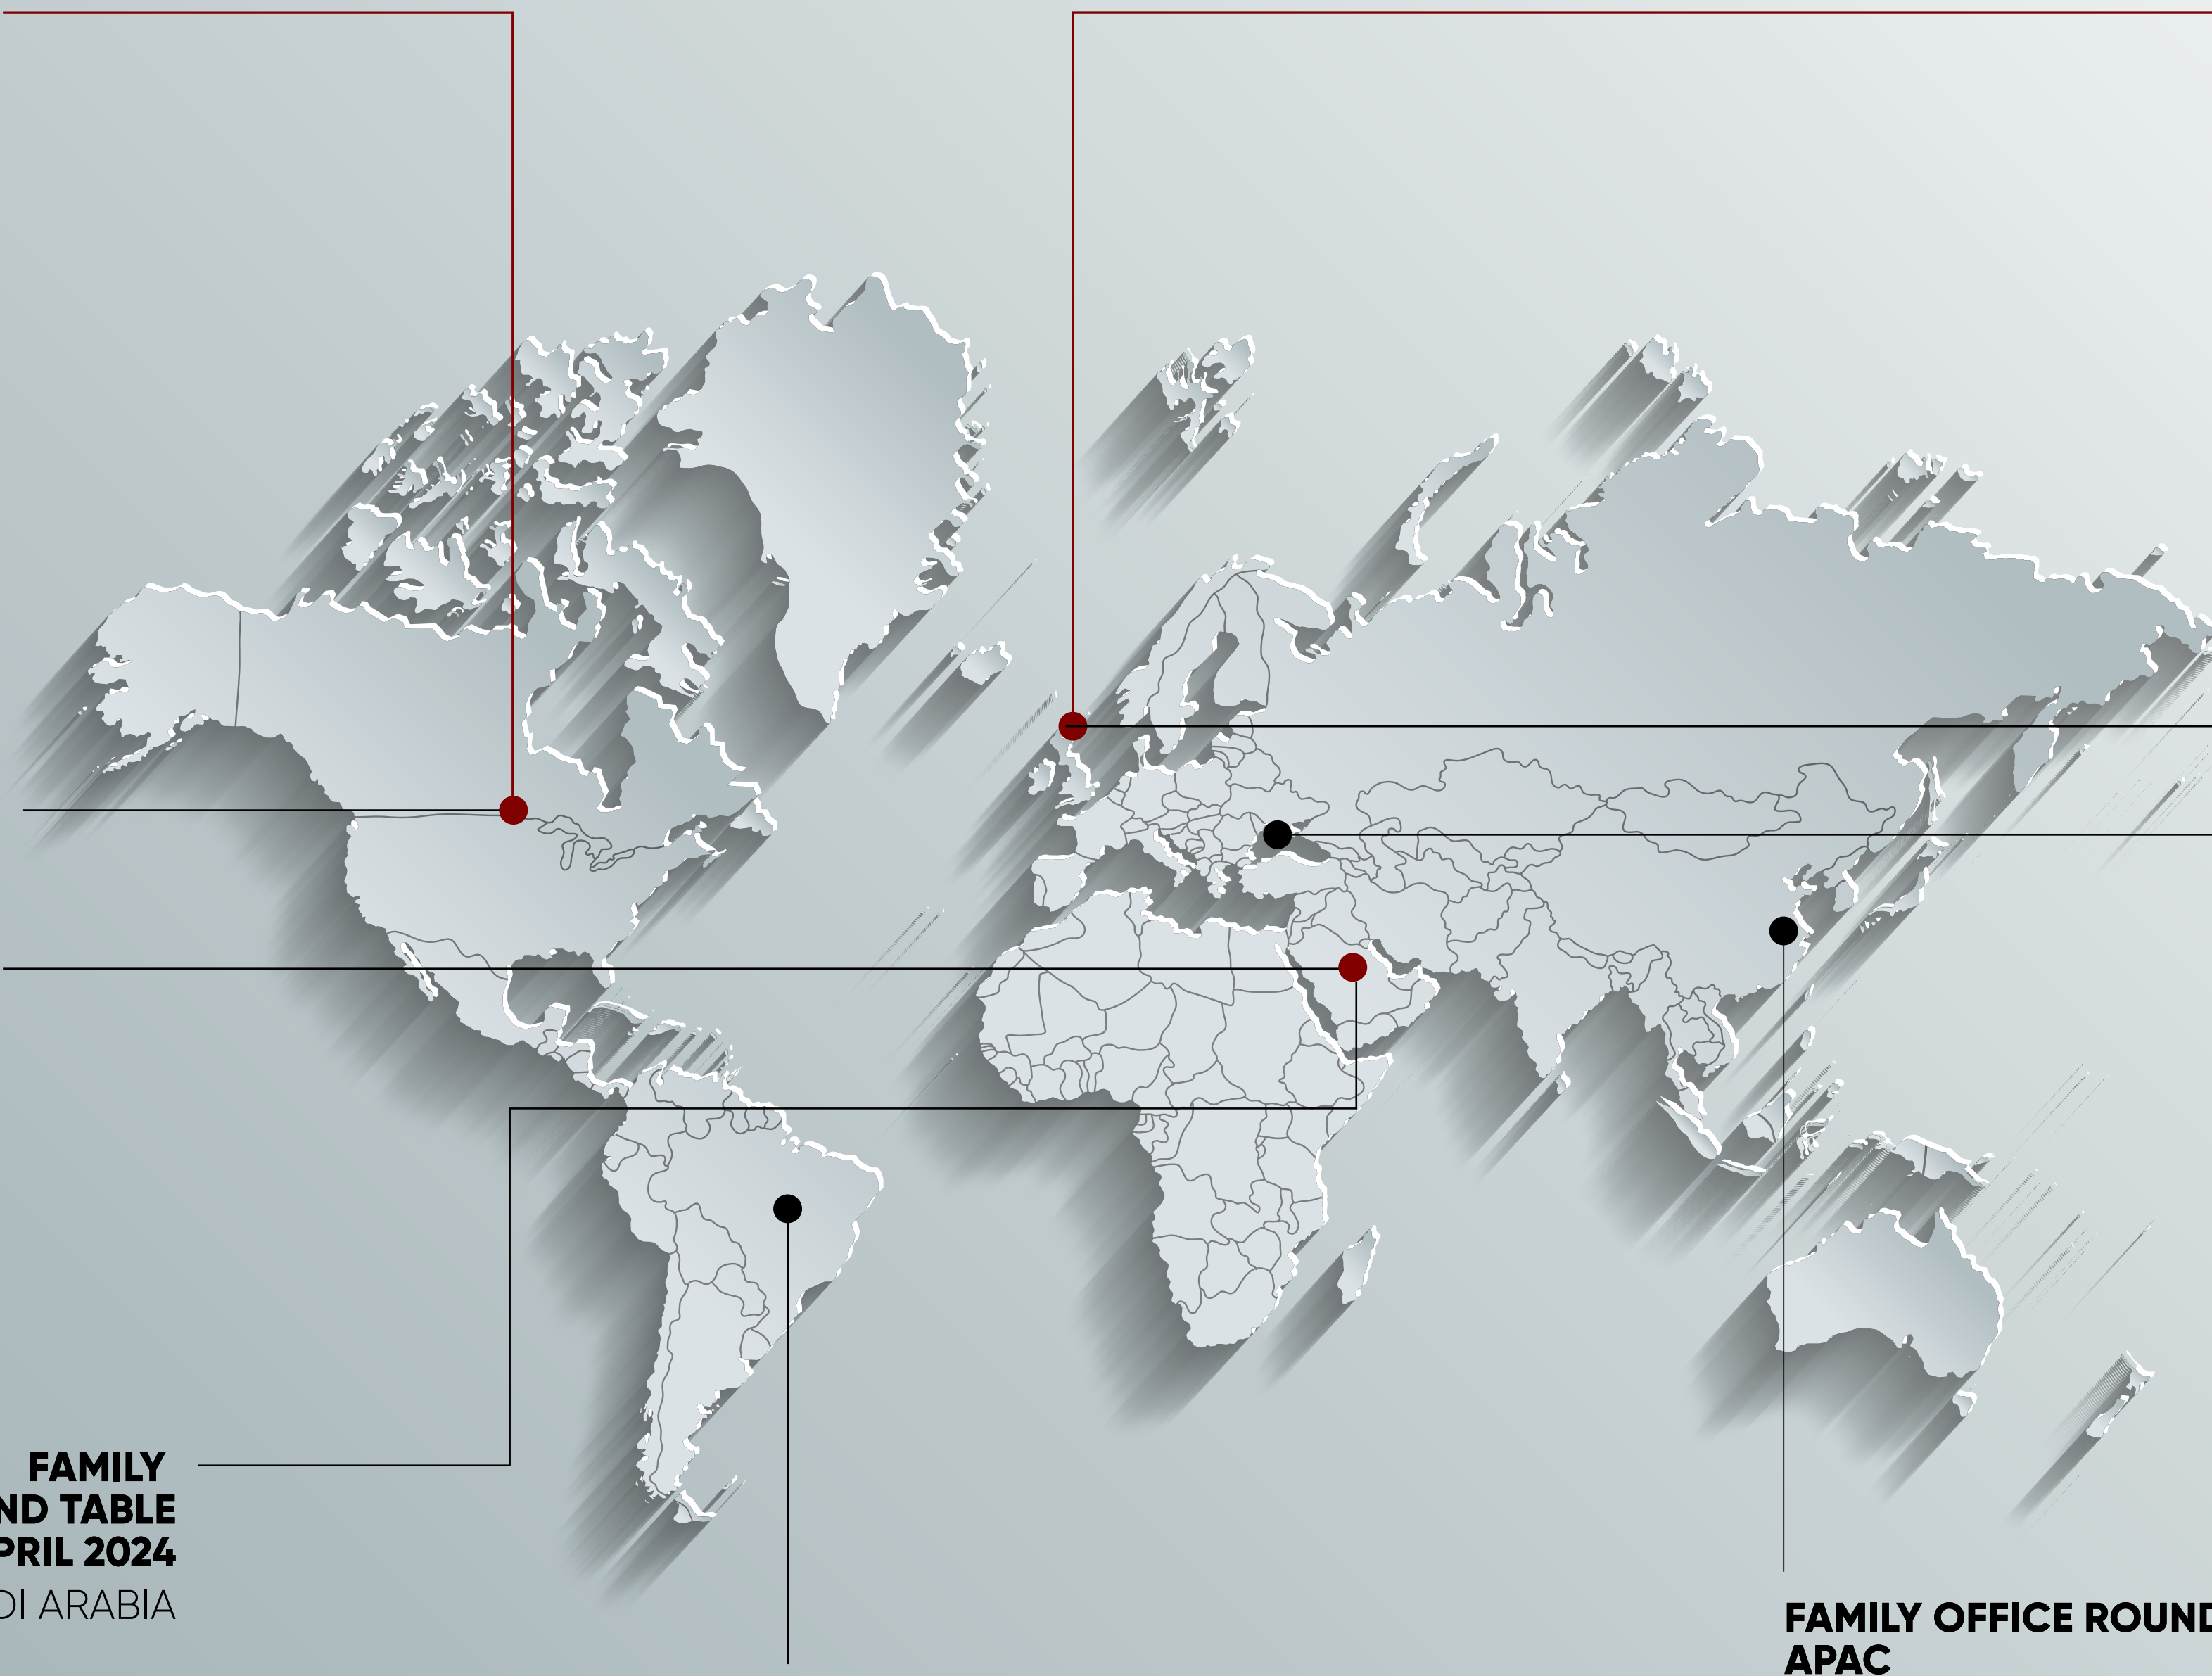 FAMILY
ND TABLE
PRIL 2024
DI ARABIA
FAMILY OFFICE ROUND
APAC